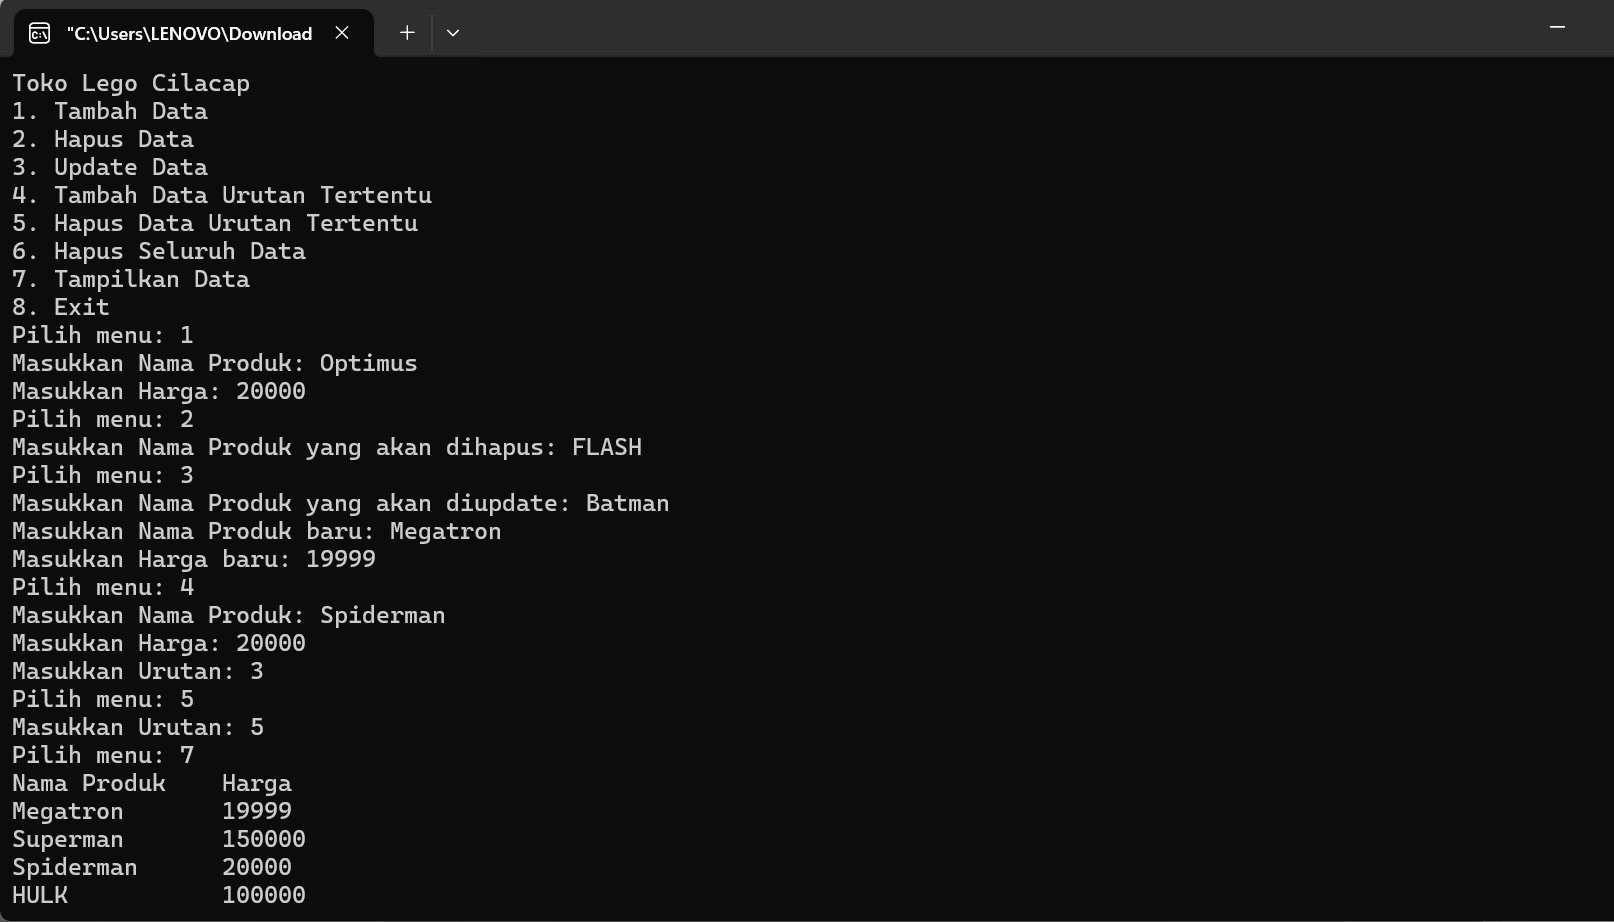 "C:\Users\LENOVO\Download
Toko Lego Cilacap
1. Tambah Data
2. Hapus Data
3. Update Data
4. Tambah Data Urutan Tertentu
5. Hapus Data Urutan Tertentu
6. Hapus Seluruh Data
7. Tampilkan Data
8. Exit
Pilih menu: 1
Masukkan Nama Produk: Optimus
Masukkan Harga: 20000
Pilih menu: 2
Masukkan Nama Produk yang akan dihapus: FLASH
Pilih menu: 3
Masukkan Nama Produk yang akan diupdate: Batman
Masukkan Nama Produk baru: Megatron
Masukkan Harga baru: 19999
Pilih menu: 4
Masukkan Nama Produk: Spiderman
Masukkan Harga: 20000
Masukkan Urutan: 3
Pilih menu: 5
Masukkan Urutan: 5
Pilih menu: 7
Nama Produk    Harga
Megatron       19999
Superman       150000
Spiderman      20000
HULK           100000